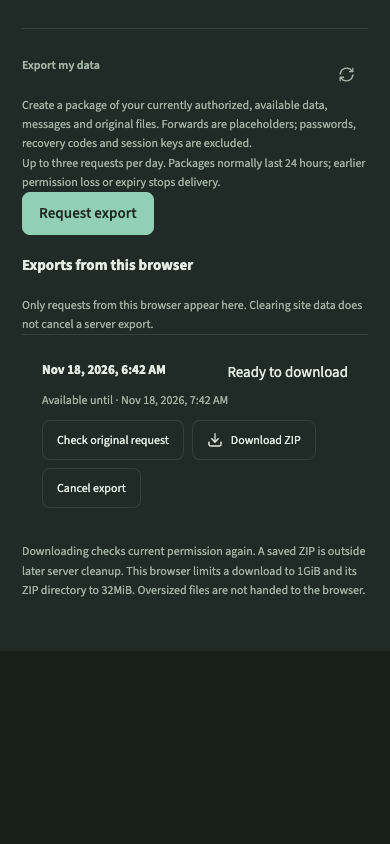 Export my data
Create a package of your currently authorized, available data,
messages and original files. Forwards are placeholders; passwords,
recovery codes and session keys are excluded.
Up to three requests per day. Packages normally last 24 hours; earlier
permission loss or expiry stops delivery.
Request export
Exports from this browser
Only requests from this browser appear here. Clearing site data does
not cancel a server export.
Nov 18, 2026, 6:42 AM
Ready to download
Available until · Nov 18, 2026, 7:42 AM
Check original request
Download ZIP
Cancel export
Downloading checks current permission again. A saved ZIP is outside
later server cleanup. This browser limits a download to 1GiB and its
ZIP directory to 32MiB. Oversized files are not handed to the browser.